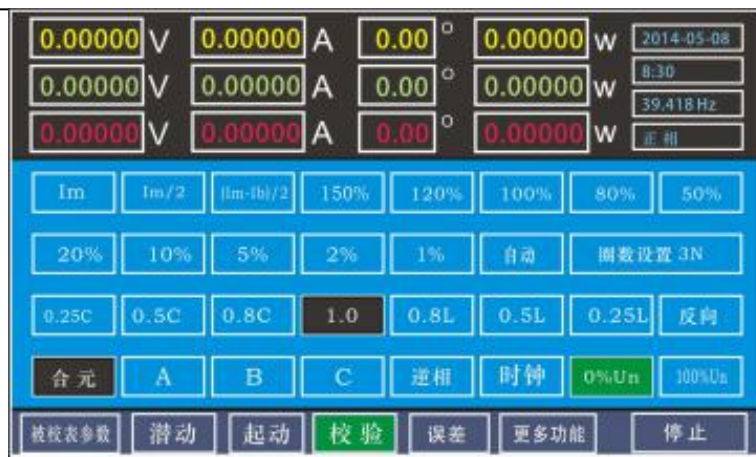 0.00000 V 0.00000 A 0.00 ° 0.00000 W 2014-05-08
0.00000 V 0.00000 A 0.00 ° 0.00000 W 8:30
39.418 Hz
0.00000 V 0.00000 A 0.00 ° 0.00000 W 正相
Im Im/2 (Im-Ib)/2 150% 120% 100% 80% 50%
20% 10% 5% 2% 1% 自动 圈数设置 3N
0.25C 0.5C 0.8C 1.0 0.8L 0.5L 0.25L 反向
合元 A B C 逆相 时钟 0%Un 100%Un
被校表参数 潜动 起动 校验 误差 更多功能 停止